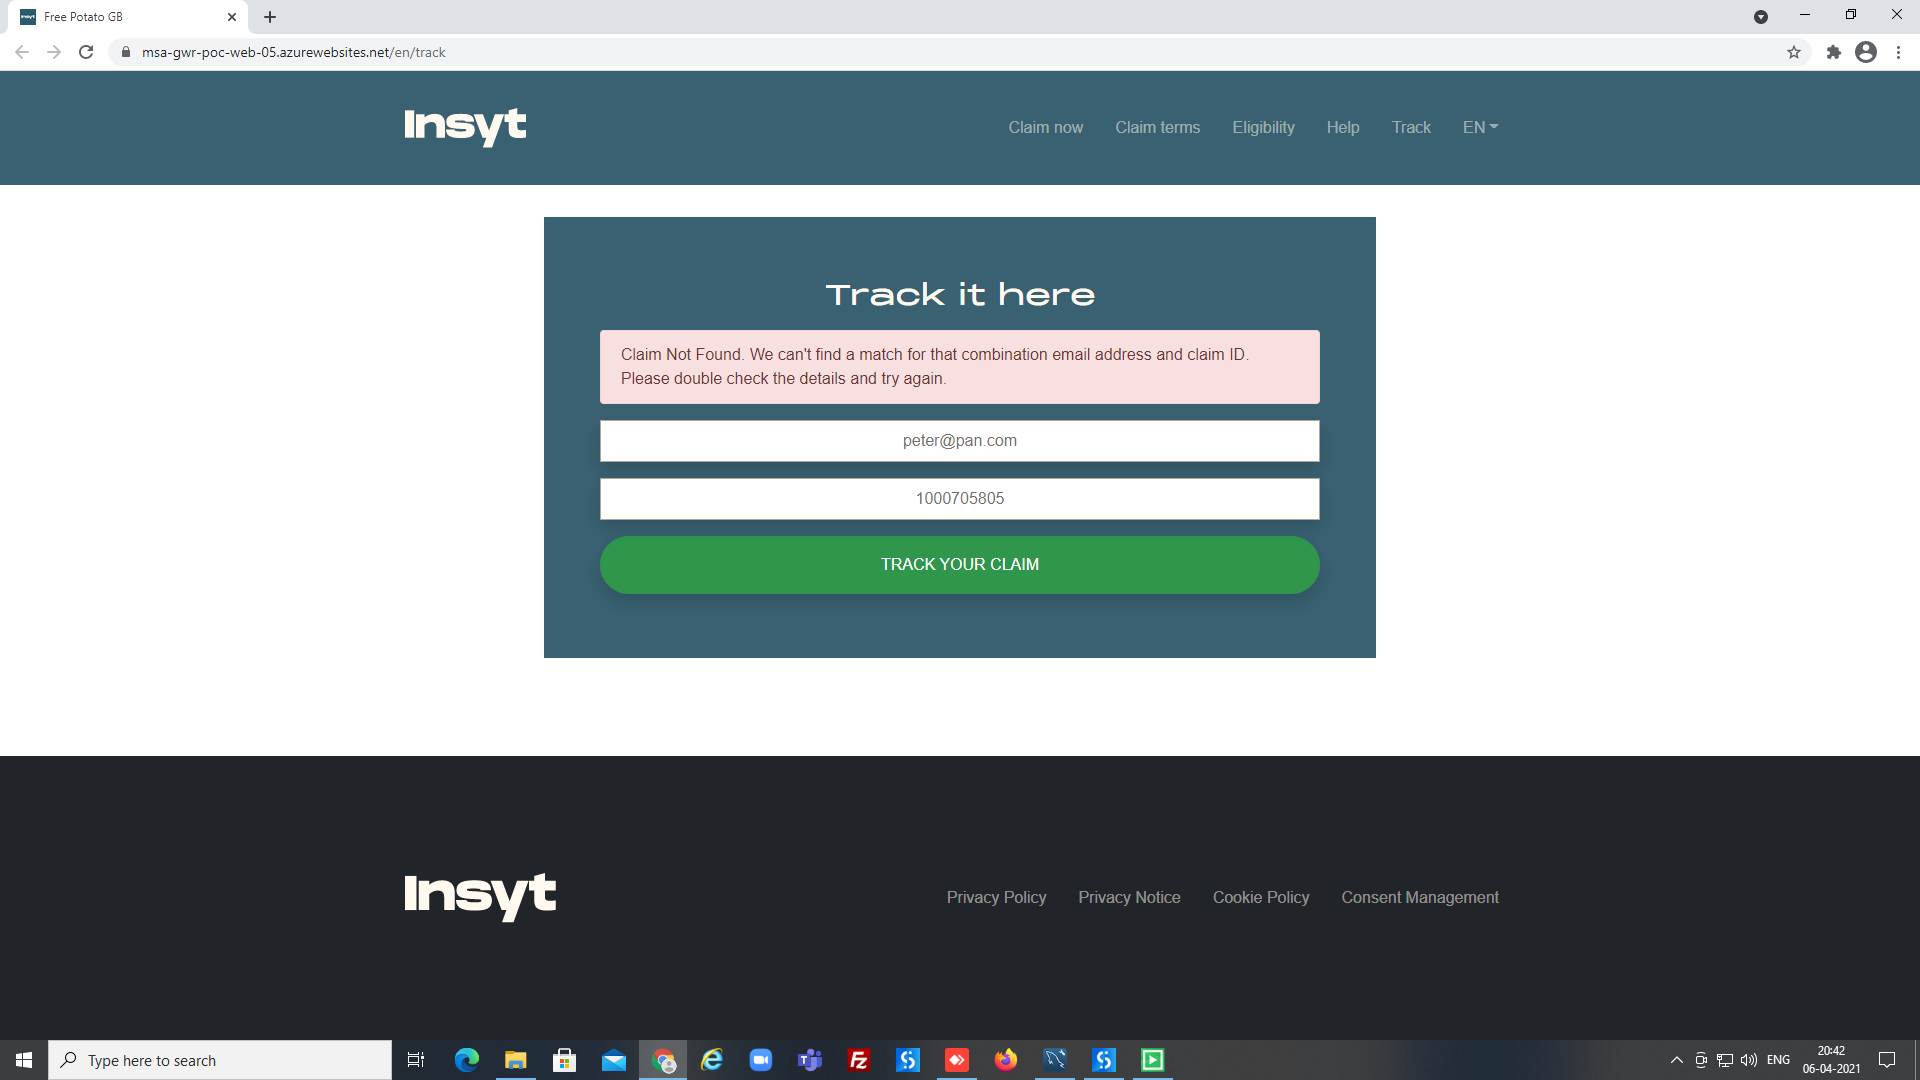 Free Potato GB
msa-gwr-poc-web-05.azurewebsites.net/en/track
Insyt
Claim now
Claim terms
Eligibility
Help
Track
EN
Track it here
Claim Not Found. We can't find a match for that combination email address and claim ID.
Please double check the details and try again.
peter@pan.com
1000705805
TRACK YOUR CLAIM
Insyt
Privacy Policy
Privacy Notice
Cookie Policy
Consent Management
Type here to search
ENG
20:42
06-04-2021